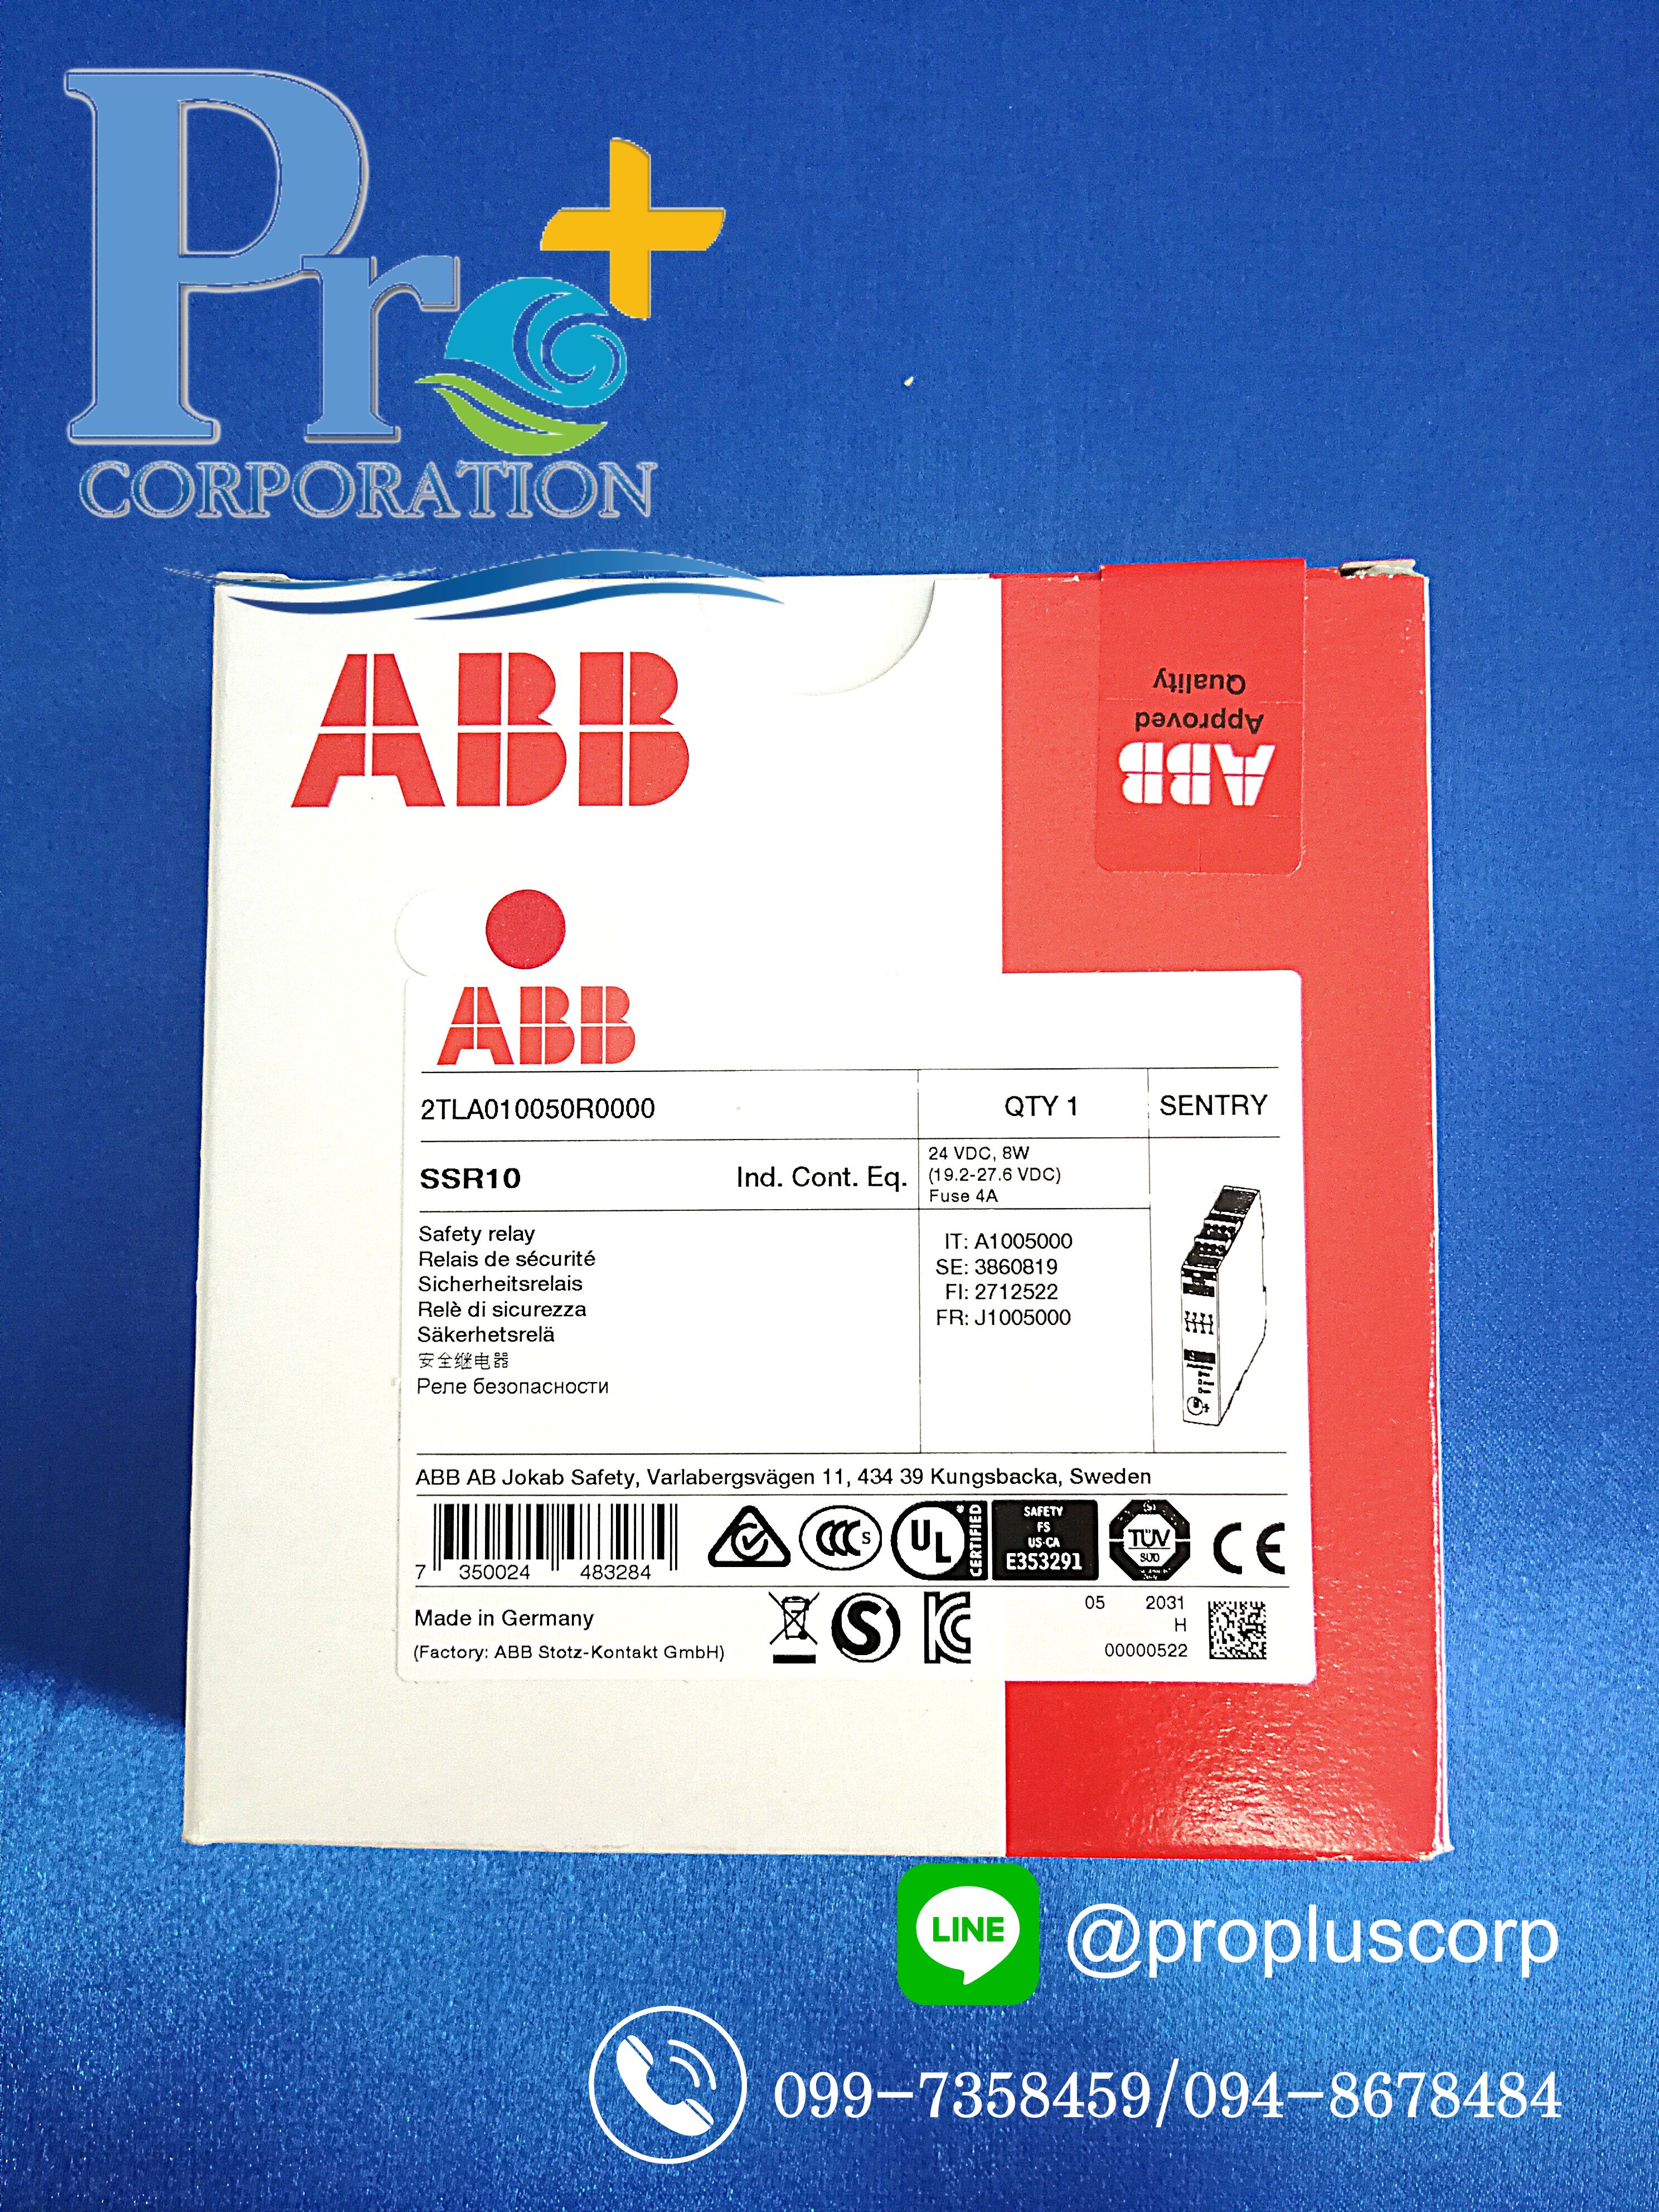 Pro+
CORPORATION
ABB
Quality
Approved
ABB
ABB
2TLA010050R0000 QTY 1 SENTRY
SSR10 Ind. Cont. Eq.
24 VDC, 8W
(19.2-27.6 VDC)
Fuse 4A
Safety relay
Relais de sécurité
Sicherheitsrelais
Relè di sicurezza
Säkerhetsrelä
安全继电器
Реле безопасности
IT: A1005000
SE: 3860819
FI: 2712522
FR: J1005000
ABB AB Jokab Safety, Varlabergsvägen 11, 434 39 Kungsbacka, Sweden
7 350024 483284
CCC S
UL CERTIFIED
SAFETY
FS
US-CA
E353291
TÜV
SÜD
CE
Made in Germany
(Factory: ABB Stotz-Kontakt GmbH)
05 2031
H
00000522
LINE @propluscorp
099-7358459/094-8678484